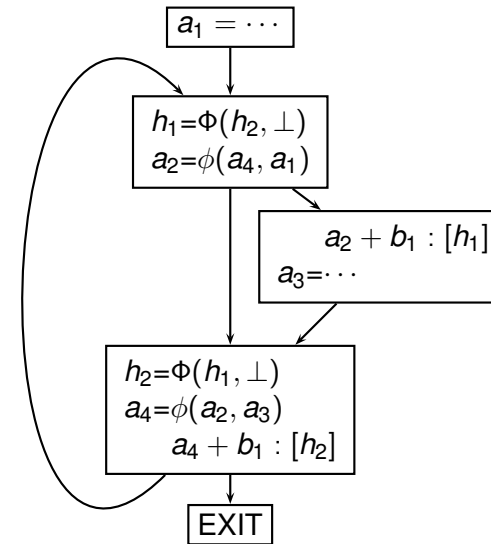 a₁ = ⋯
h₁=Φ(h₂, ⊥)
a₂=ϕ(a₄, a₁)
a₂ + b₁ : [h₁]
a₃=⋯
h₂=Φ(h₁, ⊥)
a₄=ϕ(a₂, a₃)
a₄ + b₁ : [h₂]
EXIT